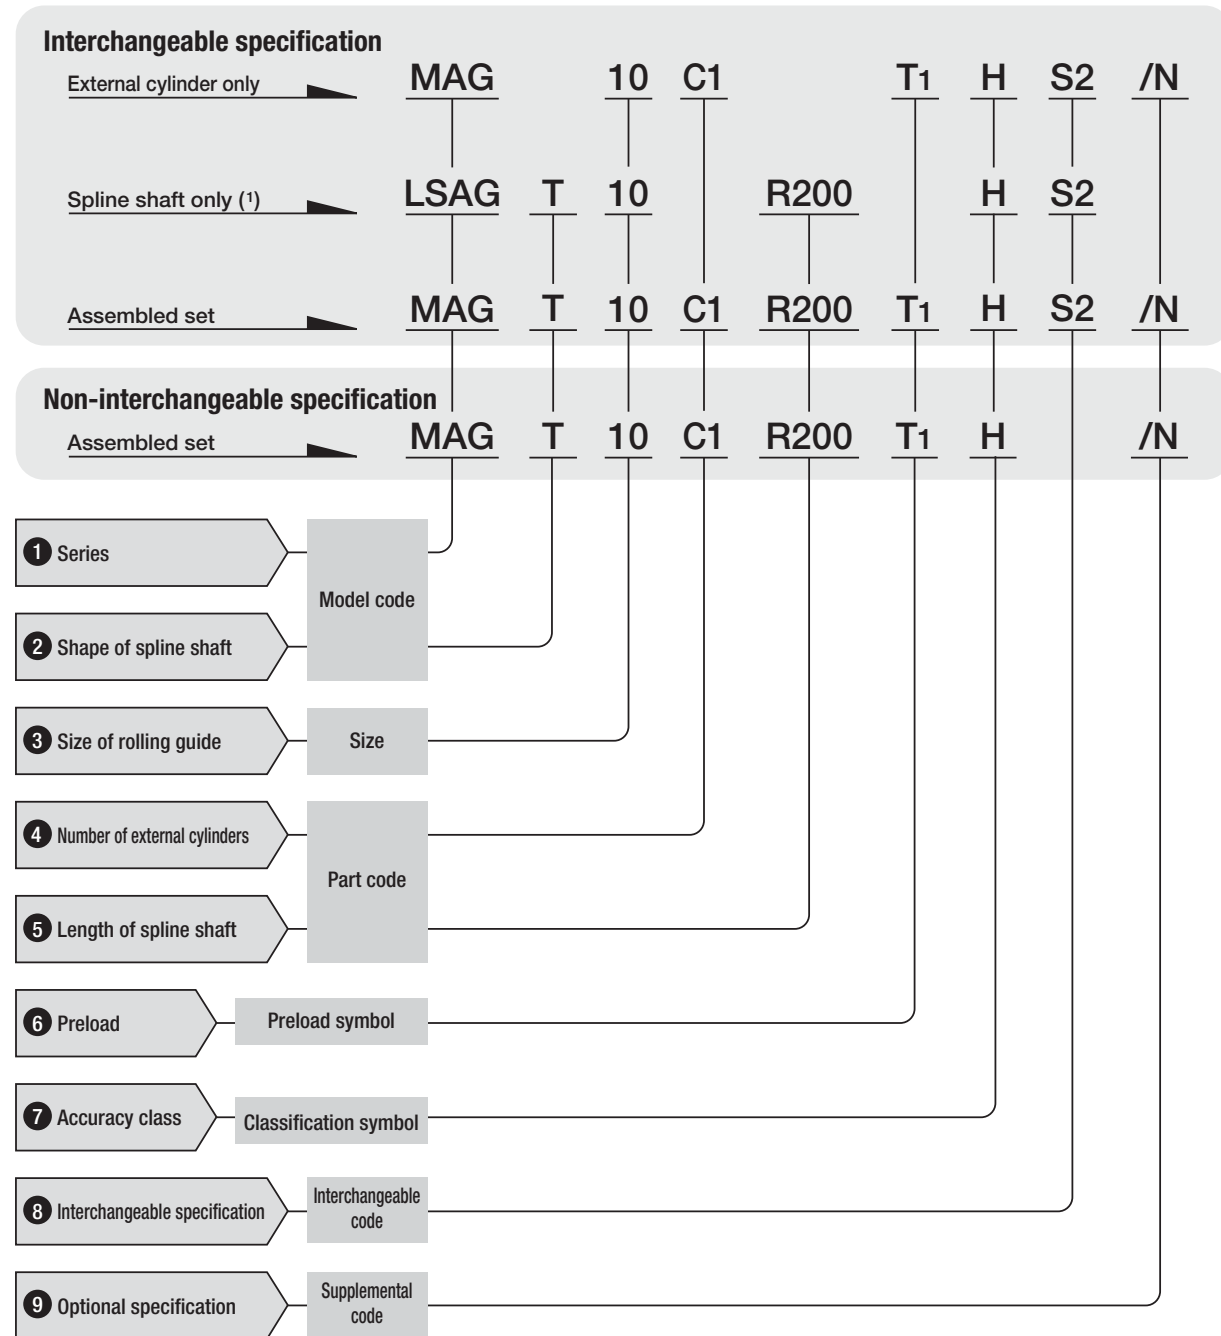 Interchangeable specification
External cylinder only MAG 10 C1 T1 H S2 /N
Spline shaft only (1) LSAG T 10 R200 H S2
Assembled set MAG T 10 C1 R200 T1 H S2 /N
Non-interchangeable specification
Assembled set MAG T 10 C1 R200 T1 H /N
1 Series
Model code
2 Shape of spline shaft
3 Size of rolling guide Size
4 Number of external cylinders
Part code
5 Length of spline shaft
6 Preload Preload symbol
7 Accuracy class Classification symbol
8 Interchangeable specification Interchangeable
code
9 Optional specification Supplemental
code